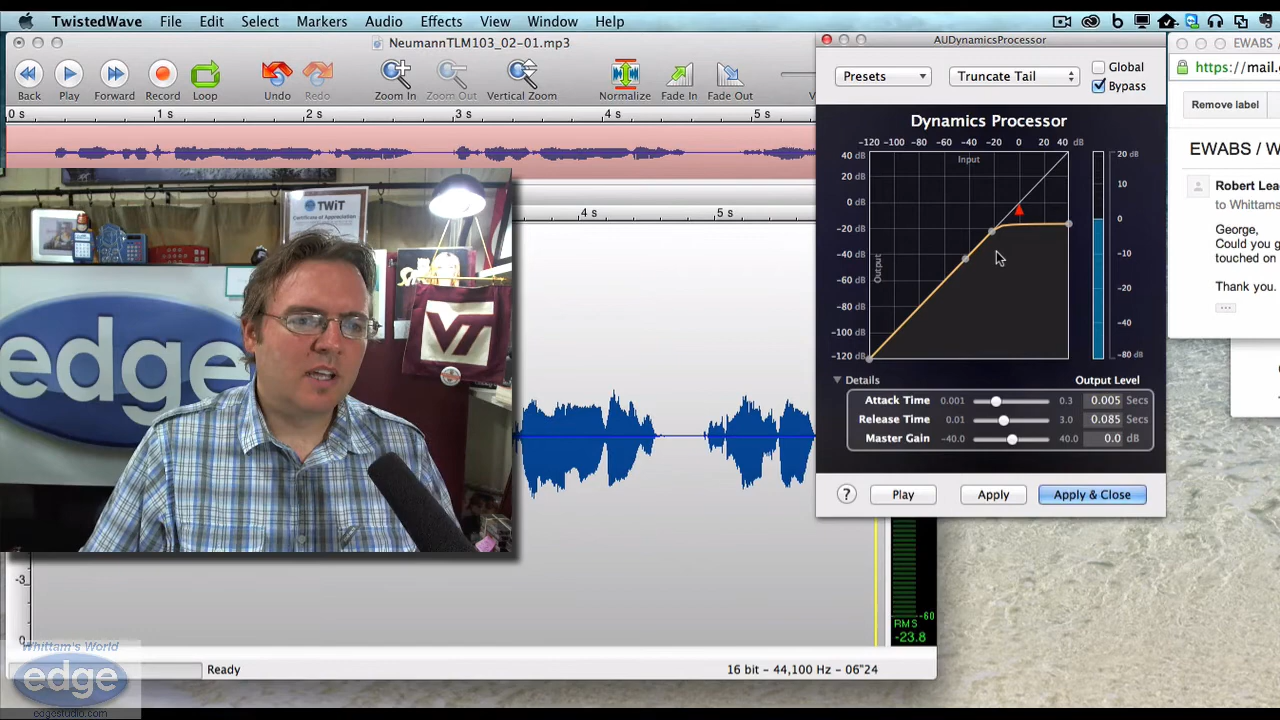 TwistedWave File Edit Select Markers Audio Effects View Window Help
NeumannTLM103_02-01.mp3
AUDynamicsProcessor
EWABS
Back Play Forward Record Loop Undo Redo Zoom In Zoom Out Vertical Zoom Normalize Fade In Fade Out
Presets
Truncate Tail
Global
Bypass
https://mail.
Remove label
0 s 1 s 2 s 3 s 4 s 5 s
Dynamics Processor
-120 -100 -80 -60 -40 -20 0 20 40 dB
Input
40 dB
20 dB
0 dB
-20 dB
-40 dB
-60 dB
-80 dB
-100 dB
-120 dB
Output
20 dB
10
0
-10
-20
-40
-80 dB
EWABS / W
Robert Lea
to Whittams
George,
Could you g
touched on
Thank you.
TWiT
Certificate of Appreciation
4 s 5 s
edge
VT
Details Output Level
Attack Time 0.001 0.3 0.005 Secs
Release Time 0.01 3.0 0.085 Secs
Master Gain -40.0 40.0 0.0 dB
? Play Apply Apply & Close
-3
-60
RMS
-23.8
Ready
16 bit - 44,100 Hz - 06"24
Whittam's World
edge
edgestudio.com